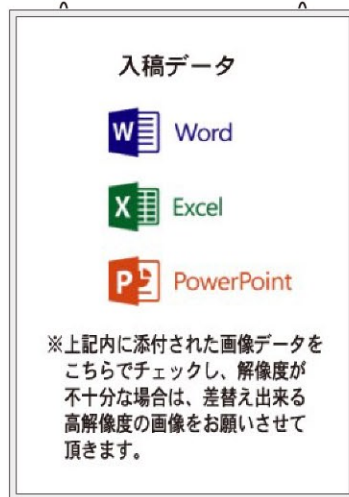 入稿データ
W Word
X Excel
P PowerPoint
※上記内に添付された画像データを
こちらでチェックし、解像度が
不十分な場合は、差替え出来る
高解像度の画像をお願いさせて
頂きます。